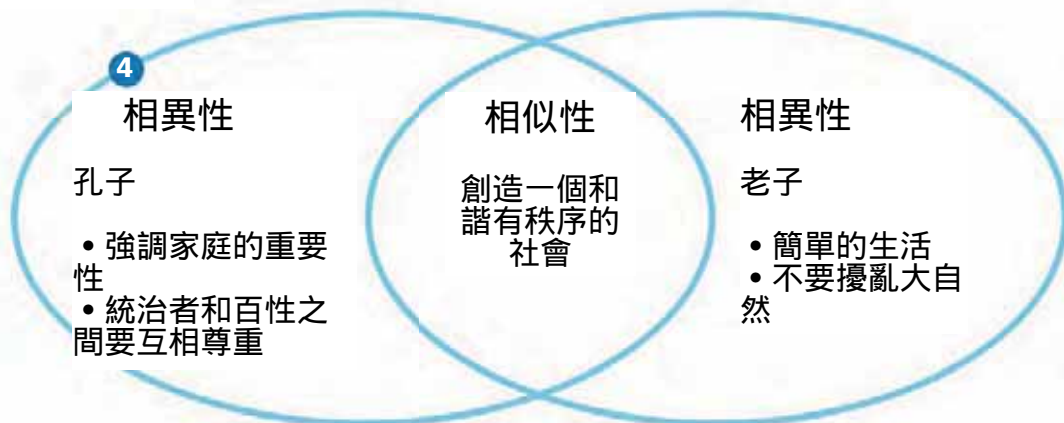 4
相異性
孔子
•強調家庭的重要
性
•統治者和百性之
間要互相尊重
相似性
創造一個和
諧有秩序的
社會
相異性
老子
•簡單的生活
•不要擾亂大自
然